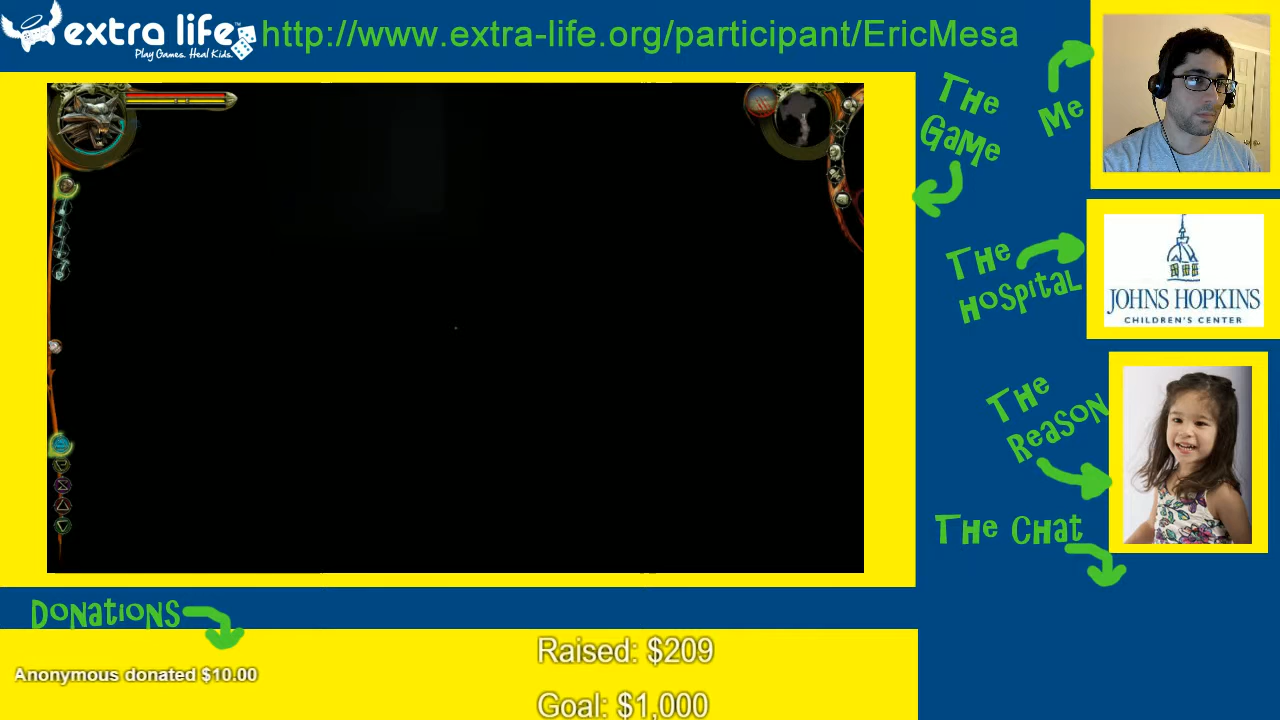 extra life
Play Games. Heal Kids.
http://www.extra-life.org/participant/EricMesa
The Game
Me
The Hospital
JOHNS HOPKINS
CHILDREN'S CENTER
The Reason
The Chat
Donations
Anonymous donated $10.00
Raised: $209
Goal: $1,000